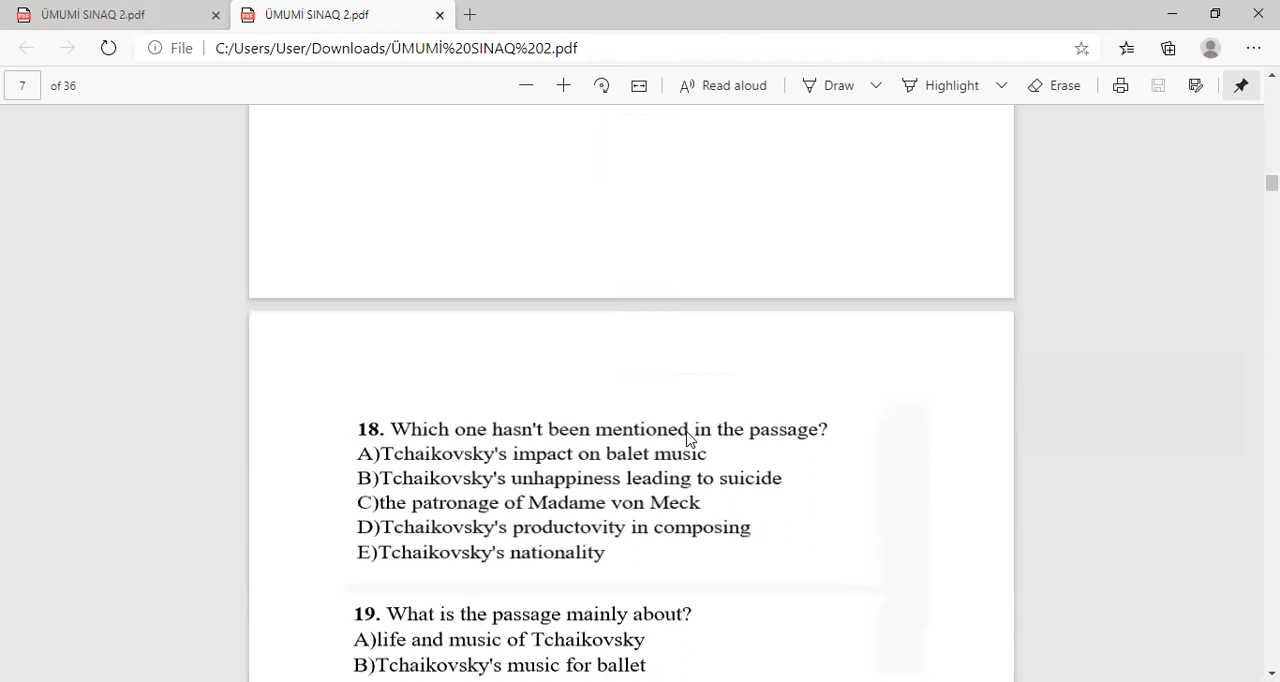 ÜMUMİ SINAQ 2.pdf
ÜMUMİ SINAQ 2.pdf
File
C:/Users/User/Downloads/ÜMUMİ%20SINAQ%202.pdf
7
of 36
Read aloud
Draw
Highlight
Erase
18. Which one hasn't been mentioned in the passage?
A)Tchaikovsky's impact on balet music
B)Tchaikovsky's unhappiness leading to suicide
C)the patronage of Madame von Meck
D)Tchaikovsky's productovity in composing
E)Tchaikovsky's nationality
19. What is the passage mainly about?
A)life and music of Tchaikovsky
B)Tchaikovsky's music for ballet